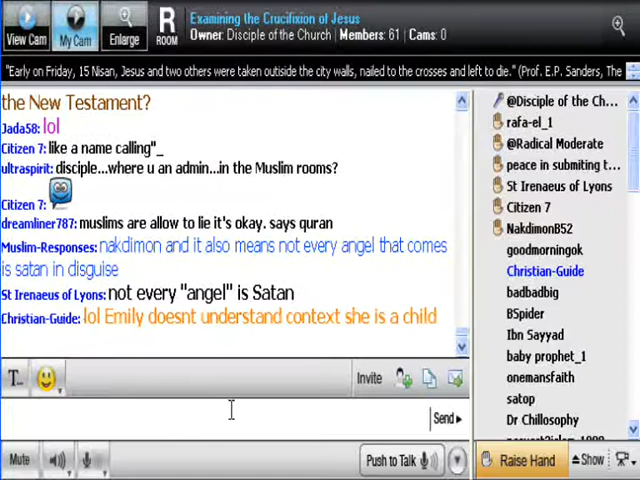 View Cam
My Cam
Enlarge
R
ROOM
Examining the Crucifixion of Jesus
Owner: Disciple of the Church | Members: 61 | Cams: 0
"Early on Friday, 15 Nisan, Jesus and two others were taken outside the city walls, nailed to the crosses and left to die." (Prof. E.P. Sanders, The
the New Testament?
Jada58: lol
Citizen 7: like a name calling"_
ultraspirit: disciple...where u an admin...in the Muslim rooms?
Citizen 7:
dreamliner787: muslims are allow to lie it's okay. says quran
Muslim-Responses: nakdimon and it also means not every angel that comes
is satan in disguise
St Irenaeus of Lyons: not every "angel" is Satan
Christian-Guide: lol Emily doesnt understand context she is a child
T...
Invite
Send
Mute
Push to Talk
@Disciple of the Ch...
rafa-el_1
@Radical Moderate
peace in submiting t...
St Irenaeus of Lyons
Citizen 7
NakdimonB52
goodmorningok
Christian-Guide
badbadbig
BSpider
Ibn Sayyad
baby prophet_1
onemansfaith
satop
Dr Chillosophy
Raise Hand
Show